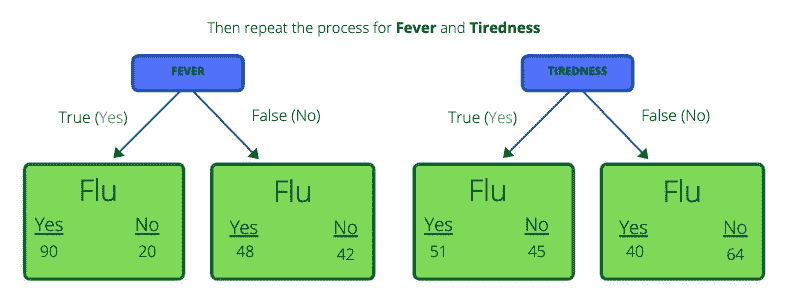 Then repeat the process for Fever and Tiredness
FEVER
TIREDNESS
True (Yes)
False (No)
True (Yes)
False (No)
Flu
Yes No
90 20
Flu
Yes No
48 42
Flu
Yes No
51 45
Flu
Yes No
40 64